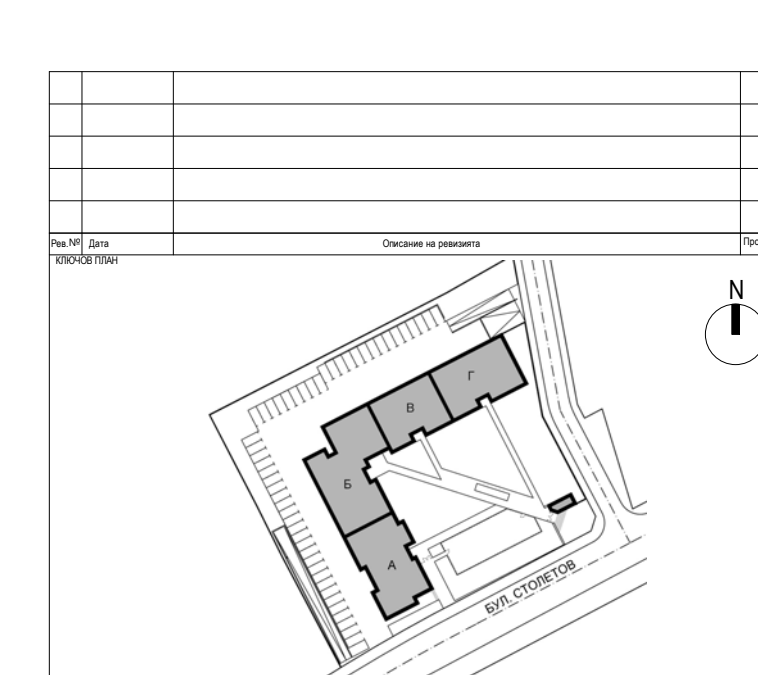 Рев.№ Дата Описание на ревизията
КЛЮЧОВ ПЛАН
N
Г
В
Б
А
БУЛ. СТОЛЕТОВ